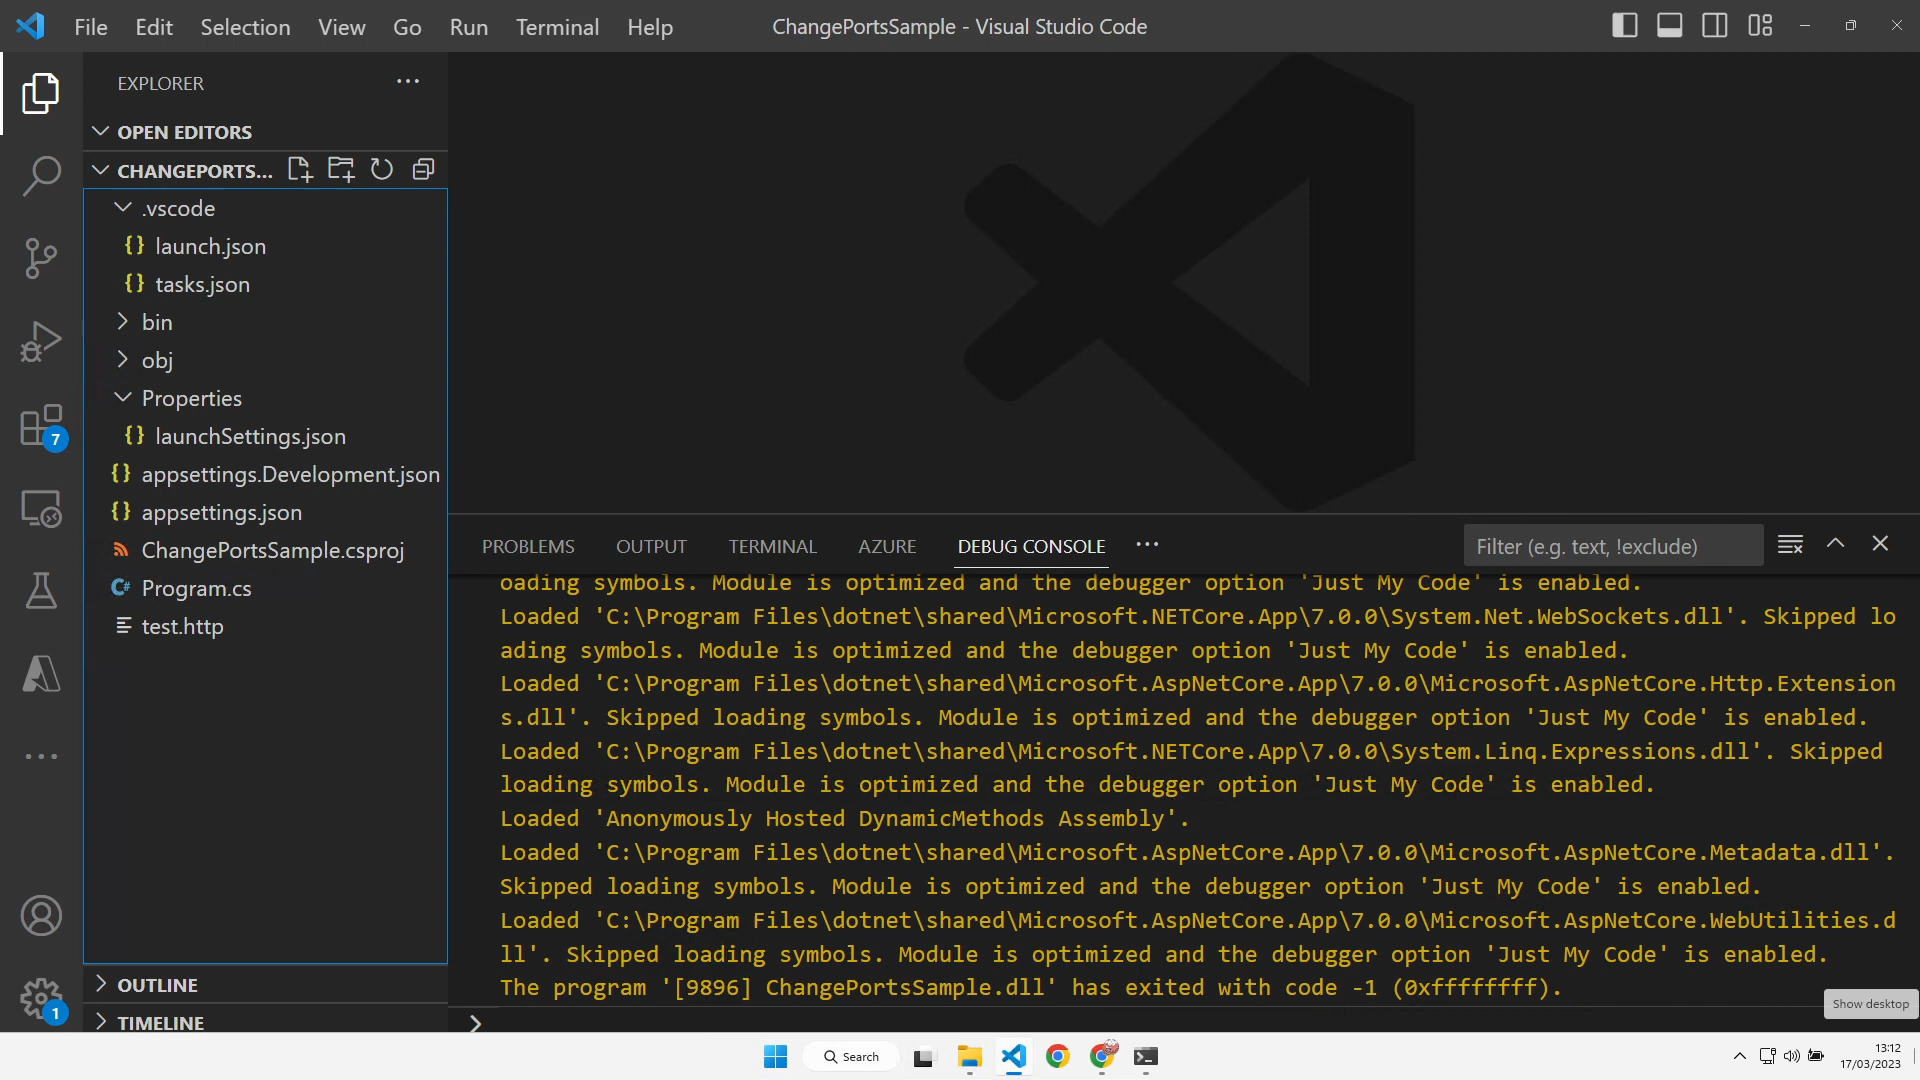 File Edit Selection View Go Run Terminal Help
ChangePortsSample - Visual Studio Code
EXPLORER
OPEN EDITORS
CHANGEPORTS...
.vscode
launch.json
tasks.json
bin
obj
Properties
launchSettings.json
appsettings.Development.json
appsettings.json
ChangePortsSample.csproj
Program.cs
test.http
OUTLINE
TIMELINE
7
1
PROBLEMS OUTPUT TERMINAL AZURE DEBUG CONSOLE
Filter (e.g. text, !exclude)
oading symbols. Module is optimized and the debugger option 'Just My Code' is enabled.
Loaded 'C:\Program Files\dotnet\shared\Microsoft.NETCore.App\7.0.0\System.Net.WebSockets.dll'. Skipped lo
ading symbols. Module is optimized and the debugger option 'Just My Code' is enabled.
Loaded 'C:\Program Files\dotnet\shared\Microsoft.AspNetCore.App\7.0.0\Microsoft.AspNetCore.Http.Extension
s.dll'. Skipped loading symbols. Module is optimized and the debugger option 'Just My Code' is enabled.
Loaded 'C:\Program Files\dotnet\shared\Microsoft.NETCore.App\7.0.0\System.Linq.Expressions.dll'. Skipped
loading symbols. Module is optimized and the debugger option 'Just My Code' is enabled.
Loaded 'Anonymously Hosted DynamicMethods Assembly'.
Loaded 'C:\Program Files\dotnet\shared\Microsoft.AspNetCore.App\7.0.0\Microsoft.AspNetCore.Metadata.dll'.
Skipped loading symbols. Module is optimized and the debugger option 'Just My Code' is enabled.
Loaded 'C:\Program Files\dotnet\shared\Microsoft.AspNetCore.App\7.0.0\Microsoft.AspNetCore.WebUtilities.d
ll'. Skipped loading symbols. Module is optimized and the debugger option 'Just My Code' is enabled.
The program '[9896] ChangePortsSample.dll' has exited with code -1 (0xffffffff).
Show desktop
Search
13:12
17/03/2023